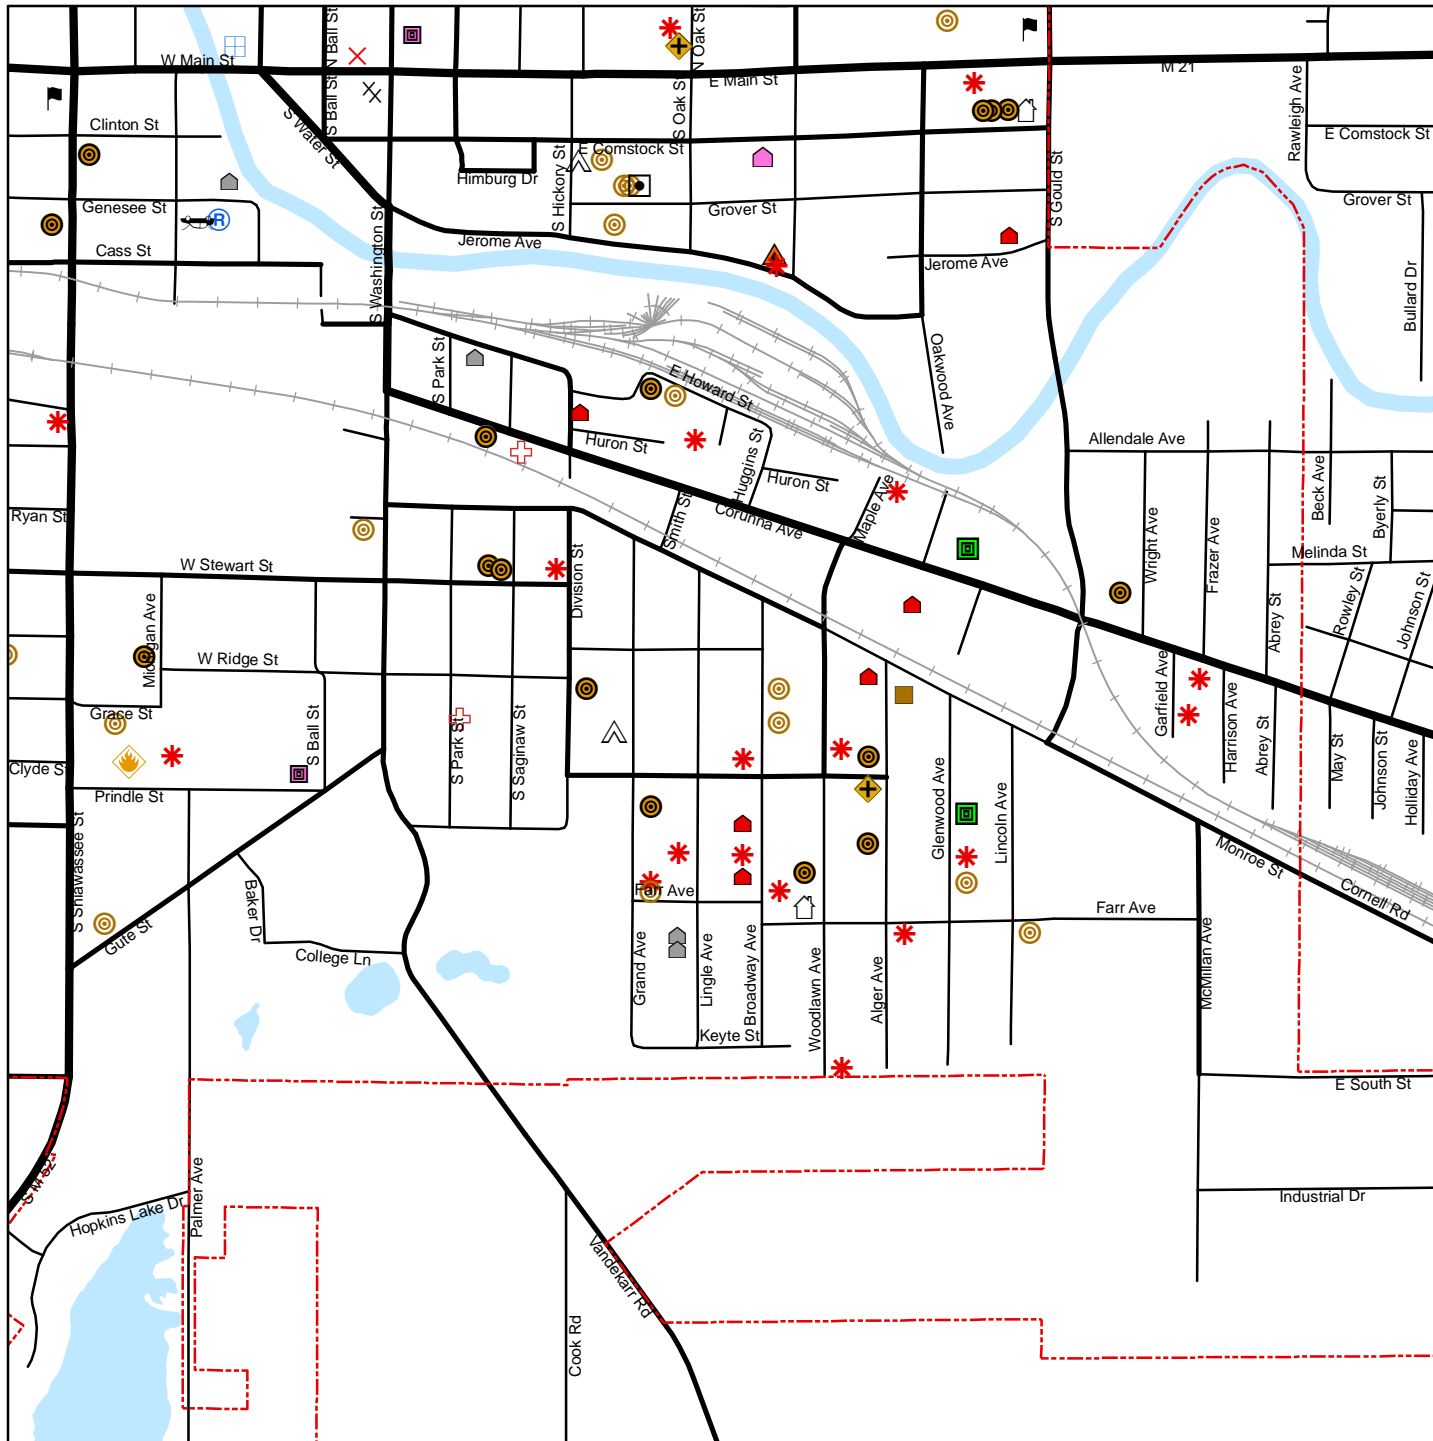 W Main St
N Ball St
N Oak St
E Main St
M 21
Rawleigh Ave
S Ball St
S Oak St
Clinton St
S Water St
E Comstock St
E Comstock St
Himburg Dr
S Hickory St
S Gould St
Genesee St
Grover St
Grover St
R
Cass St
S Washington St
Jerome Ave
Jerome Ave
Bullard Dr
S Park St
E Howard St
Oakwood Ave
Huron St
Huggins St
Huron St
Allendale Ave
Maple Ave
Beck Ave
Byerly St
Ryan St
Smith St
Corunna Ave
Wright Ave
Frazer Ave
Melinda St
W Stewart St
Division St
Abrey St
Rowley St
Johnson St
Michigan Ave
W Ridge St
Garfield Ave
Harrison Ave
Abrey St
May St
Johnson St
Holliday Ave
Grace St
S Ball St
S Park St
S Saginaw St
Clyde St
Prindle St
Glenwood Ave
Lincoln Ave
S Shiawassee St
Monroe St
Cornell Rd
Baker Dr
Farr Ave
Farr Ave
Gute St
College Ln
Grand Ave
Lingle Ave
Broadway Ave
Woodlawn Ave
Alger Ave
McMillan Ave
Keyte St
E South St
S M 52
Palmer Ave
Hopkins Lake Dr
Industrial Dr
Vandekarr Rd
Cook Rd